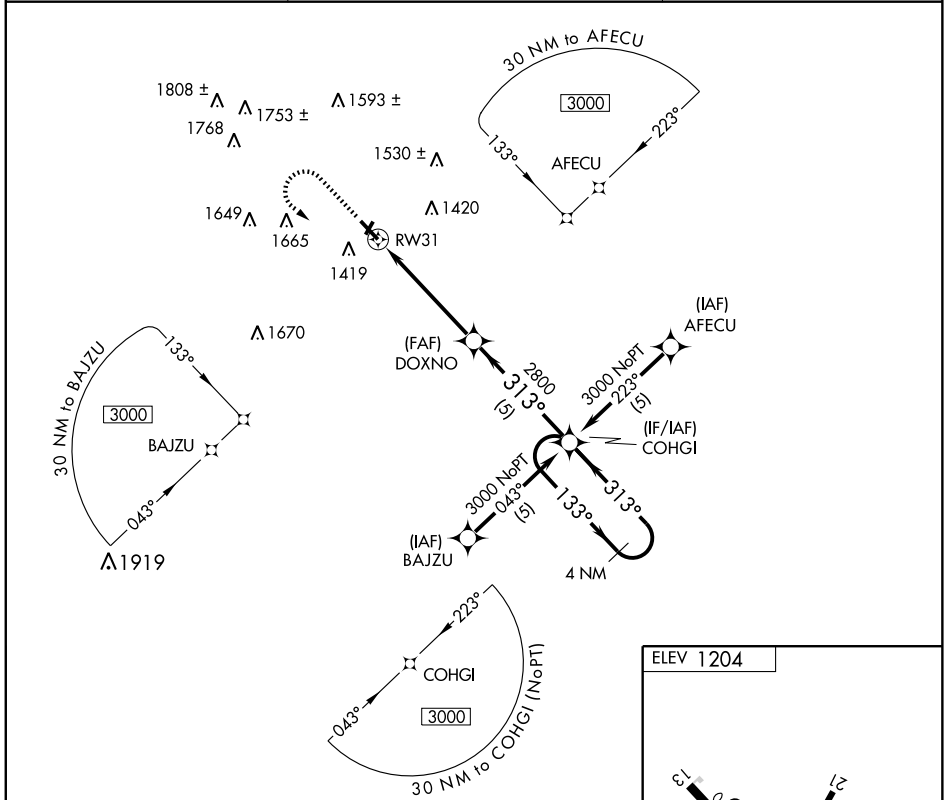 30 NM to AFECU
3000
133°
223°
AFECU
1808 ±
1753 ±
1593 ±
1768
1530 ±
1649
1665
1420
RW31
1419
1670
(FAF)
DOXNO
(IAF)
AFECU
3000 NoPT
223°
(5)
2800
313°
(5)
(IF/IAF)
COHGI
30 NM to BAJZU
133°
3000
BAJZU
043°
1919
3000 NoPT
043°
(5)
(IAF)
BAJZU
133°
313°
4 NM
223°
COHGI
043°
3000
30 NM to COHGI (NoPT)
ELEV 1204
13
21